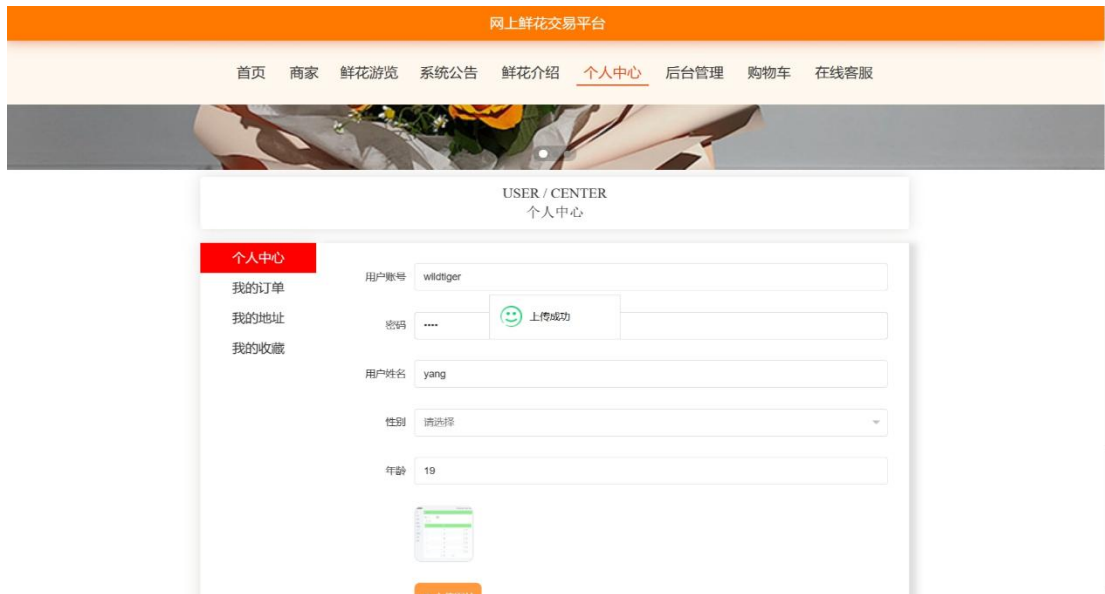 网上鲜花交易平台
首页 商家 鲜花游览 系统公告 鲜花介绍 个人中心 后台管理 购物车 在线客服
USER / CENTER
个人中心
个人中心
我的订单
我的地址
我的收藏
用户账号 wildtiger
上传成功
密码 ••••
用户姓名 yang
性别 请选择
年龄 19